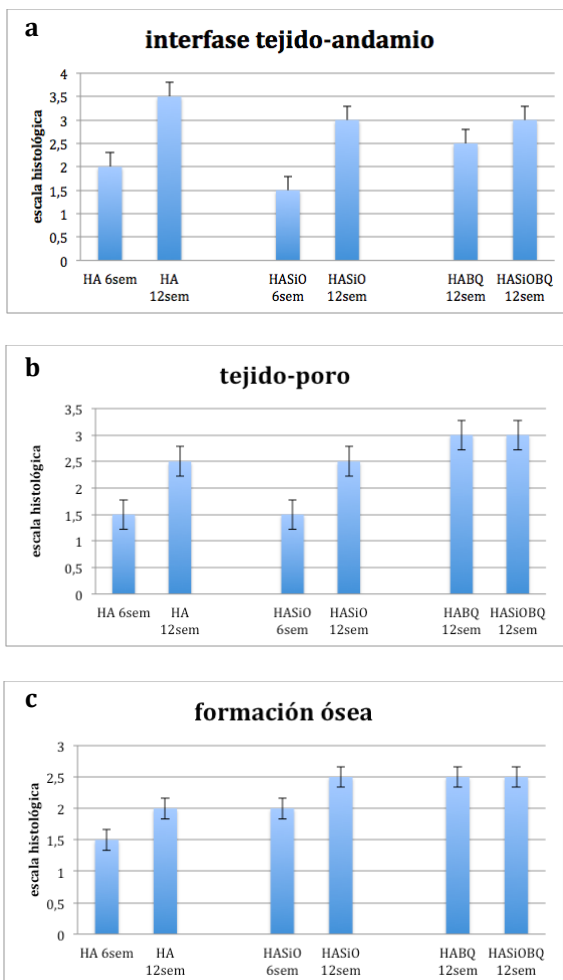 a
interfase tejido-andamio
escala histológica
4
3,5
3
2,5
2
1,5
1
0,5
0
HA 6sem
HA
12sem
HASiO
6sem
HASiO
12sem
HABQ
12sem
HASiOBQ
12sem
b
tejido-poro
escala histológica
3,5
3
2,5
2
1,5
1
0,5
0
HA 6sem
HA
12sem
HASiO
6sem
HASiO
12sem
HABQ
12sem
HASiOBQ
12sem
c
formación ósea
escala histológica
3
2,5
2
1,5
1
0,5
0
HA 6sem
HA
12sem
HASiO
6sem
HASiO
12sem
HABQ
12sem
HASiOBQ
12sem